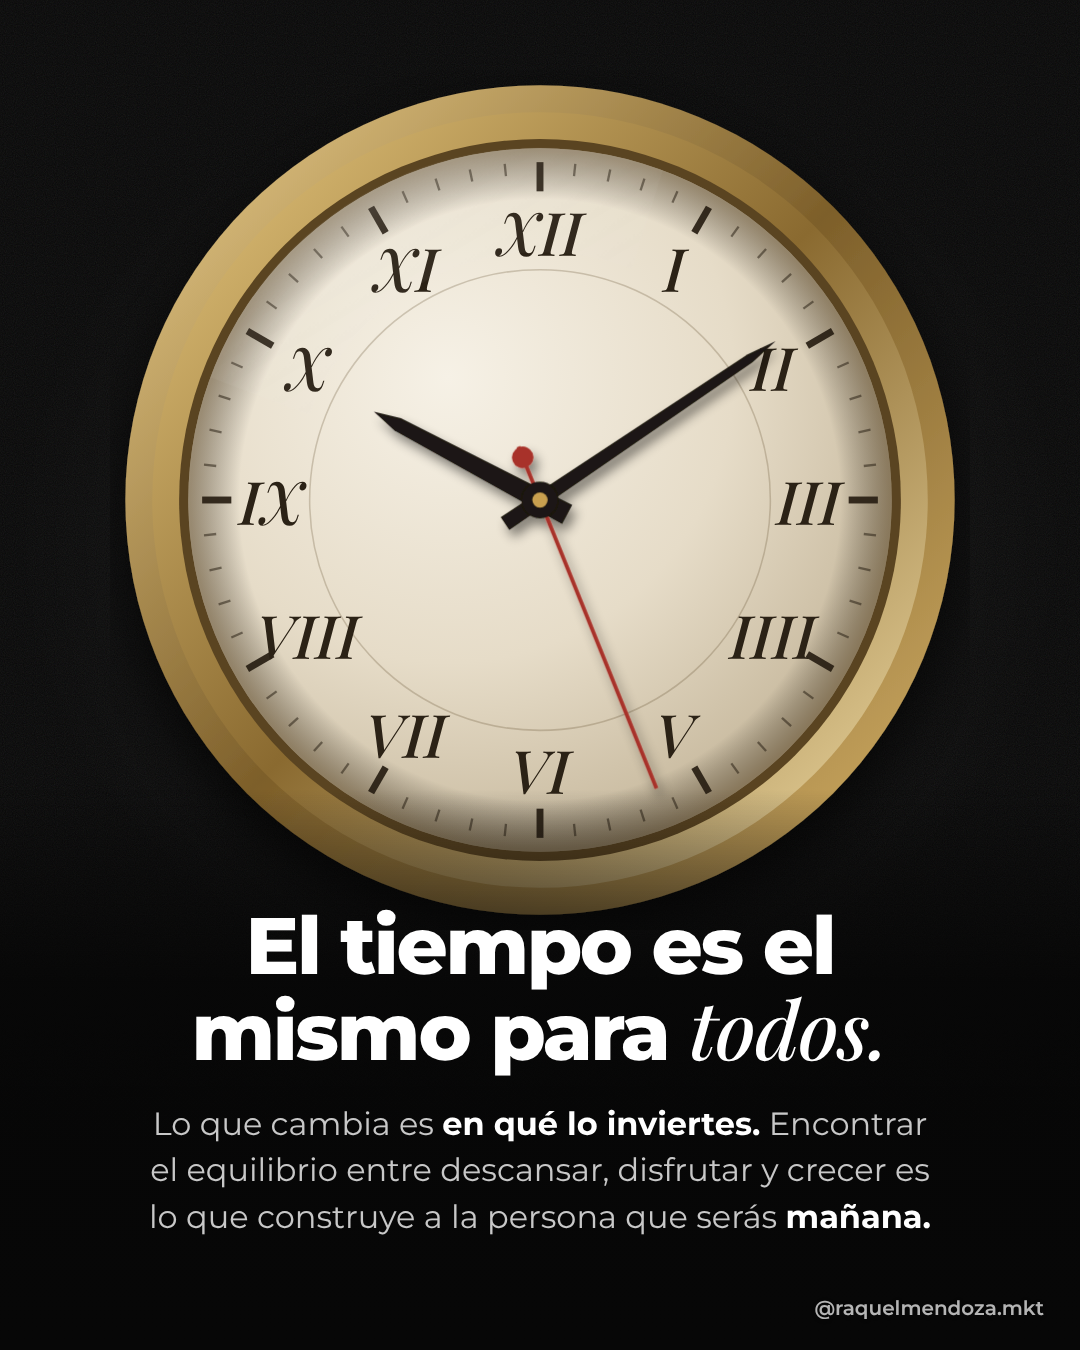 XII
XI
I
X
II
IX
III
VIII
IIII
VII
V
VI
El tiempo es el
mismo para todos.
Lo que cambia es en qué lo inviertes. Encontrar
el equilibrio entre descansar, disfrutar y crecer es
lo que construye a la persona que serás mañana.
@raquelmendoza.mkt